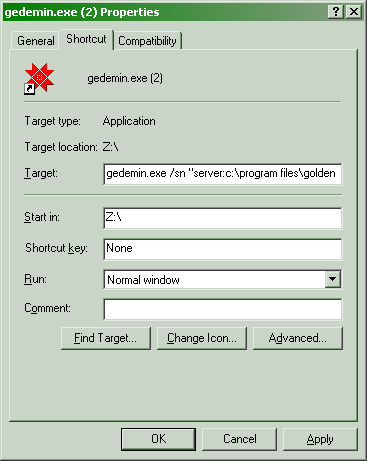 gedemin.exe (2) Properties
General Shortcut Compatibility
gedemin.exe (2)
Target type: Application
Target location: Z:\
Target: gedemin.exe /sn "server:c:\program files\golden
Start in: Z:\
Shortcut key: None
Run: Normal window
Comment:
Find Target... Change Icon... Advanced...
OK Cancel Apply